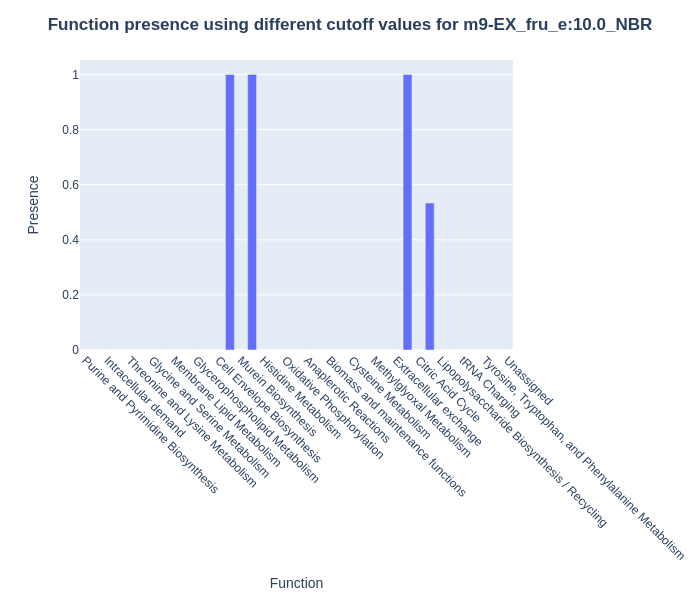 Function presence using different cutoff values for m9-EX_fru_e:10.0_NBR
Presence
1
0.8
0.6
0.4
0.2
0
Purine and Pyrimidine Biosynthesis
Intracellular demand
Threonine and Lysine Metabolism
Glycine and Serine Metabolism
Membrane Lipid Metabolism
Glycerophospholipid Metabolism
Cell Envelope Biosynthesis
Murein Biosynthesis
Histidine Metabolism
Oxidative Phosphorylation
Anaplerotic Reactions
Biomass and maintenance functions
Cysteine Metabolism
Methylglyoxal Metabolism
Extracellular exchange
Citric Acid Cycle
Lipopolysaccharide Biosynthesis / Recycling
tRNA Charging
Tyrosine, Tryptophan, and Phenylalanine Metabolism
Unassigned
Function